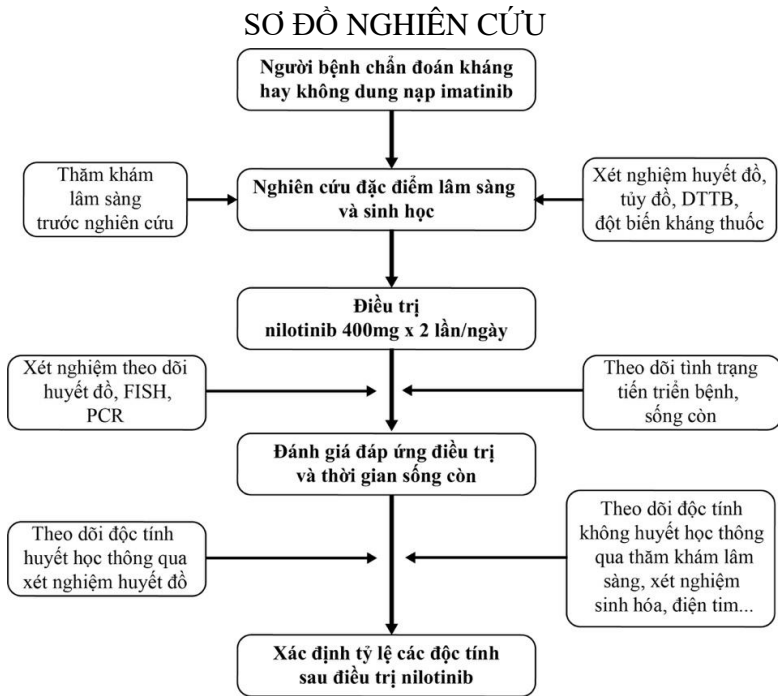 SƠ ĐỒ NGHIÊN CỨU
Người bệnh chẩn đoán kháng
hay không dung nạp imatinib
Thăm khám
lâm sàng
trước nghiên cứu
Nghiên cứu đặc điểm lâm sàng
và sinh học
Xét nghiệm huyết đồ,
tủy đồ, DTTB,
đột biến kháng thuốc
Điều trị
nilotinib 400mg x 2 lần/ngày
Xét nghiệm theo dõi
huyết đồ, FISH,
PCR
Theo dõi tình trạng
tiến triển bệnh,
sống còn
Đánh giá đáp ứng điều trị
và thời gian sống còn
Theo dõi độc tính
huyết học thông qua
xét nghiệm huyết đồ
Theo dõi độc tính
không huyết học thông
qua thăm khám lâm
sàng, xét nghiệm
sinh hóa, điện tim...
Xác định tỷ lệ các độc tính
sau điều trị nilotinib